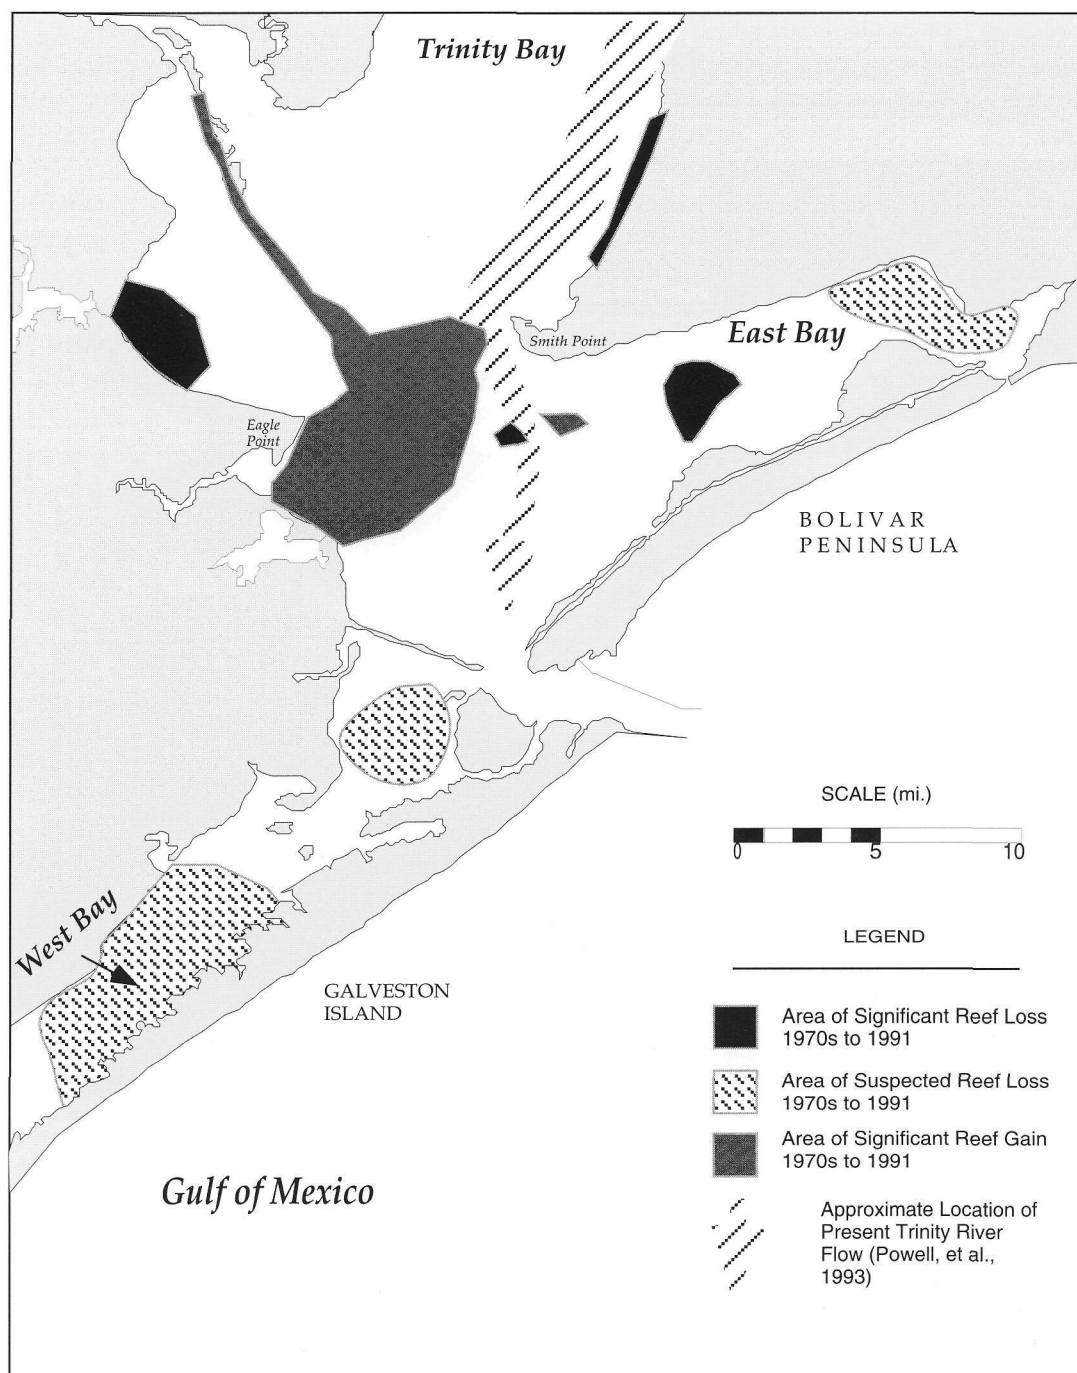 Trinity Bay
Smith Point
East Bay
Eagle
Point
BOLIVAR
PENINSULA
SCALE (mi.)
0 5 10
West Bay
GALVESTON
ISLAND
LEGEND
Area of Significant Reef Loss
1970s to 1991
Area of Suspected Reef Loss
1970s to 1991
Area of Significant Reef Gain
1970s to 1991
Approximate Location of
Present Trinity River
Flow (Powell, et al.,
1993)
Gulf of Mexico